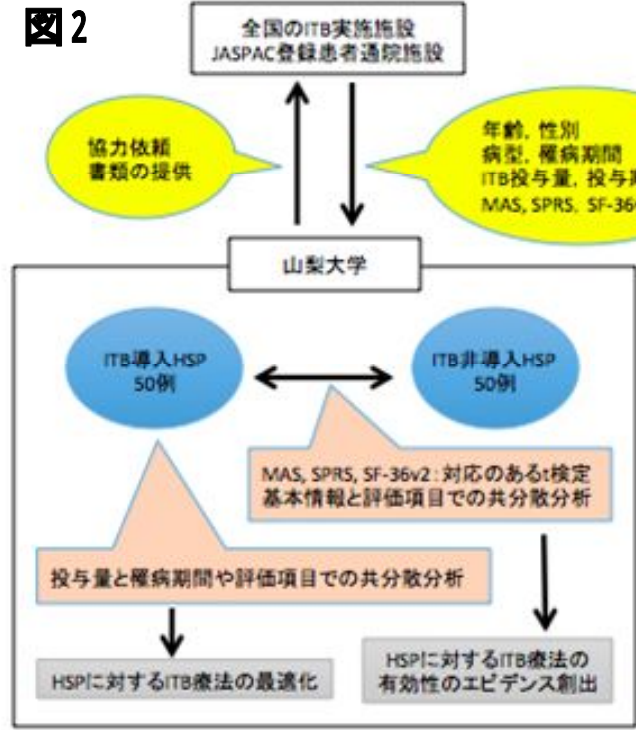 図2
全国のITB実施施設
JASPAC登録患者通院施設
協力依頼
書類の提供
年齢, 性別
病型, 罹病期間
ITB投与量, 投与
MAS, SPRS, SF-36
山梨大学
ITB導入HSP
50例
ITB非導入HSP
50例
MAS, SPRS, SF-36v2：対応のあるt検定
基本情報と評価項目での共分散分析
投与量と罹病期間や評価項目での共分散分析
HSPに対するITB療法の最適化
HSPに対するITB療法の
有効性のエビデンス創出